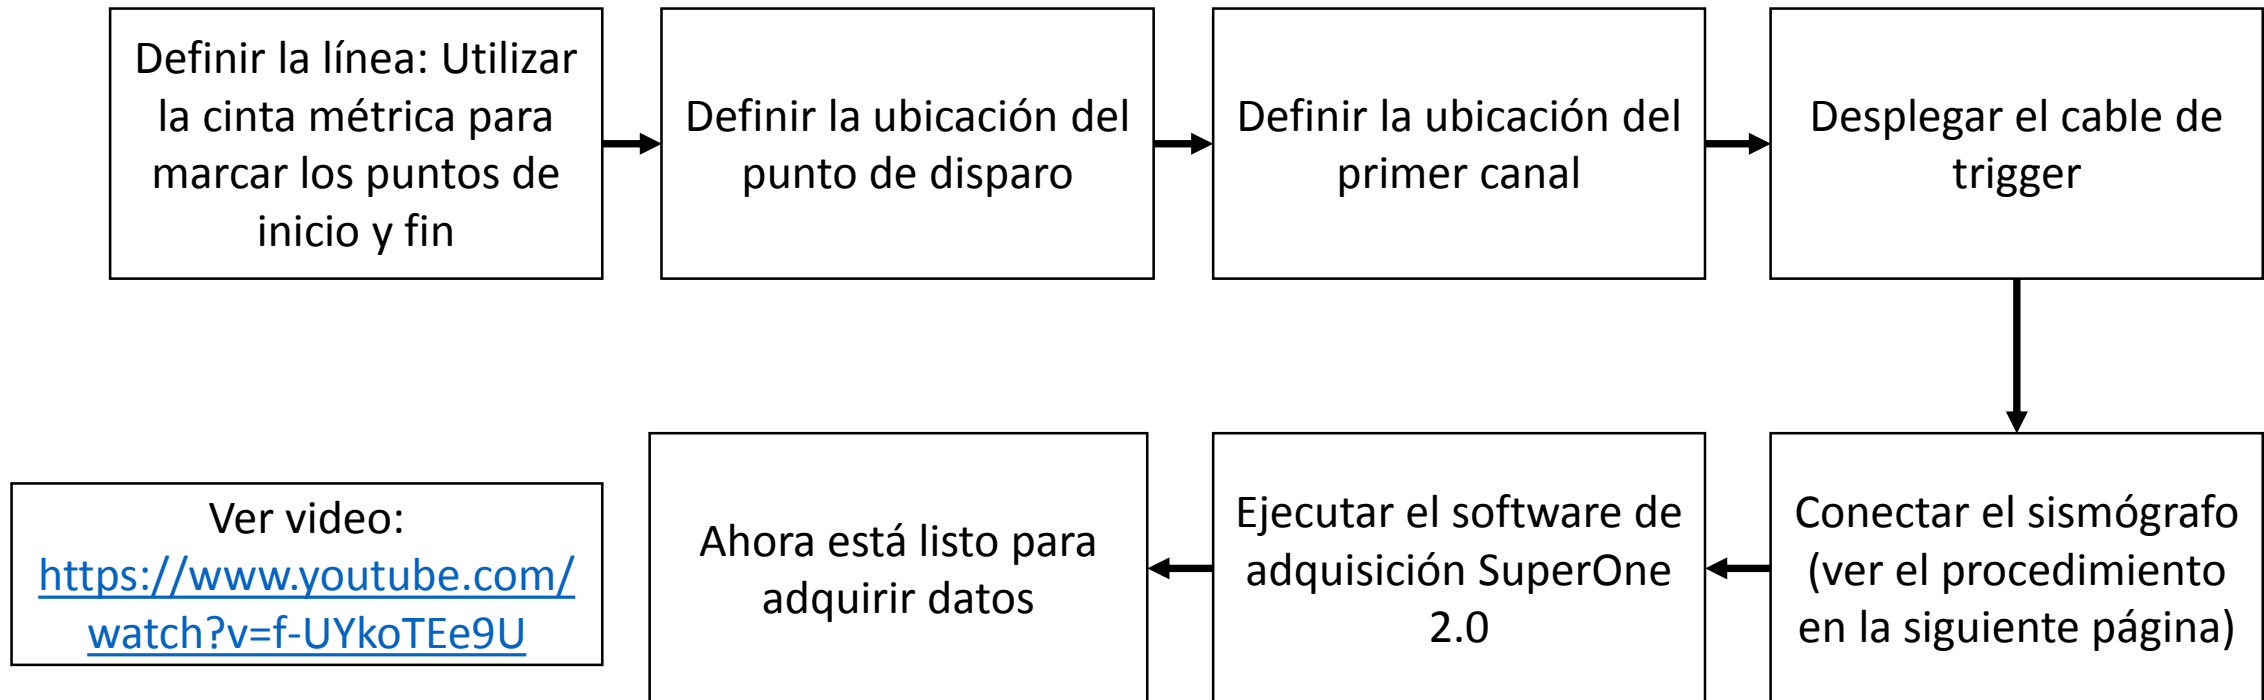 Definir la línea: Utilizar
la cinta métrica para
marcar los puntos de
inicio y fin
Definir la ubicación del
punto de disparo
Definir la ubicación del
primer canal
Desplegar el cable de
trigger
Conectar el sismógrafo
(ver el procedimiento
en la siguiente página)
Ejecutar el software de
adquisición SuperOne
2.0
Ahora está listo para
adquirir datos
Ver video:
https://www.youtube.com/
watch?v=f-UYkoTEe9U